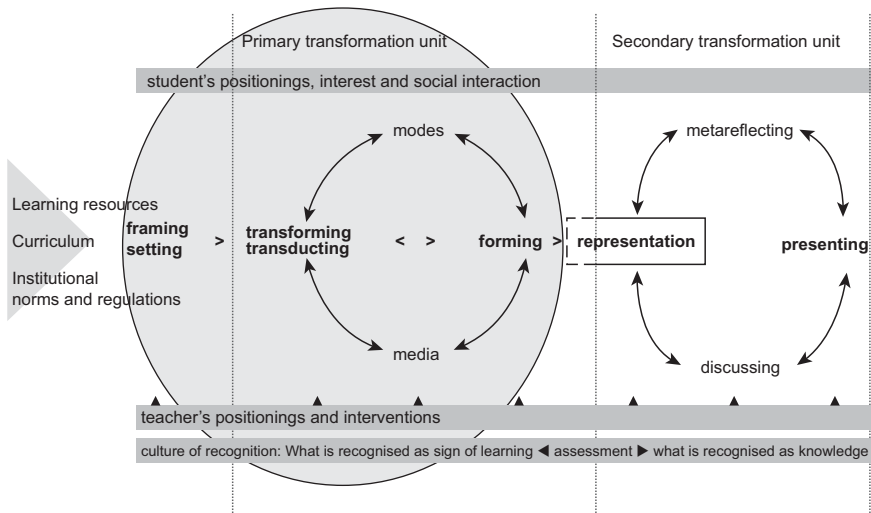 Primary transformation unit
Secondary transformation unit
student's positionings, interest and social interaction
modes
metareflecting
Learning resources
Curriculum
Institutional
norms and regulations
framing
setting
>
transforming
transducting
< >
forming >
representation
presenting
media
discussing
teacher's positionings and interventions
culture of recognition: What is recognised as sign of learning ◄ assessment ► what is recognised as knowledge